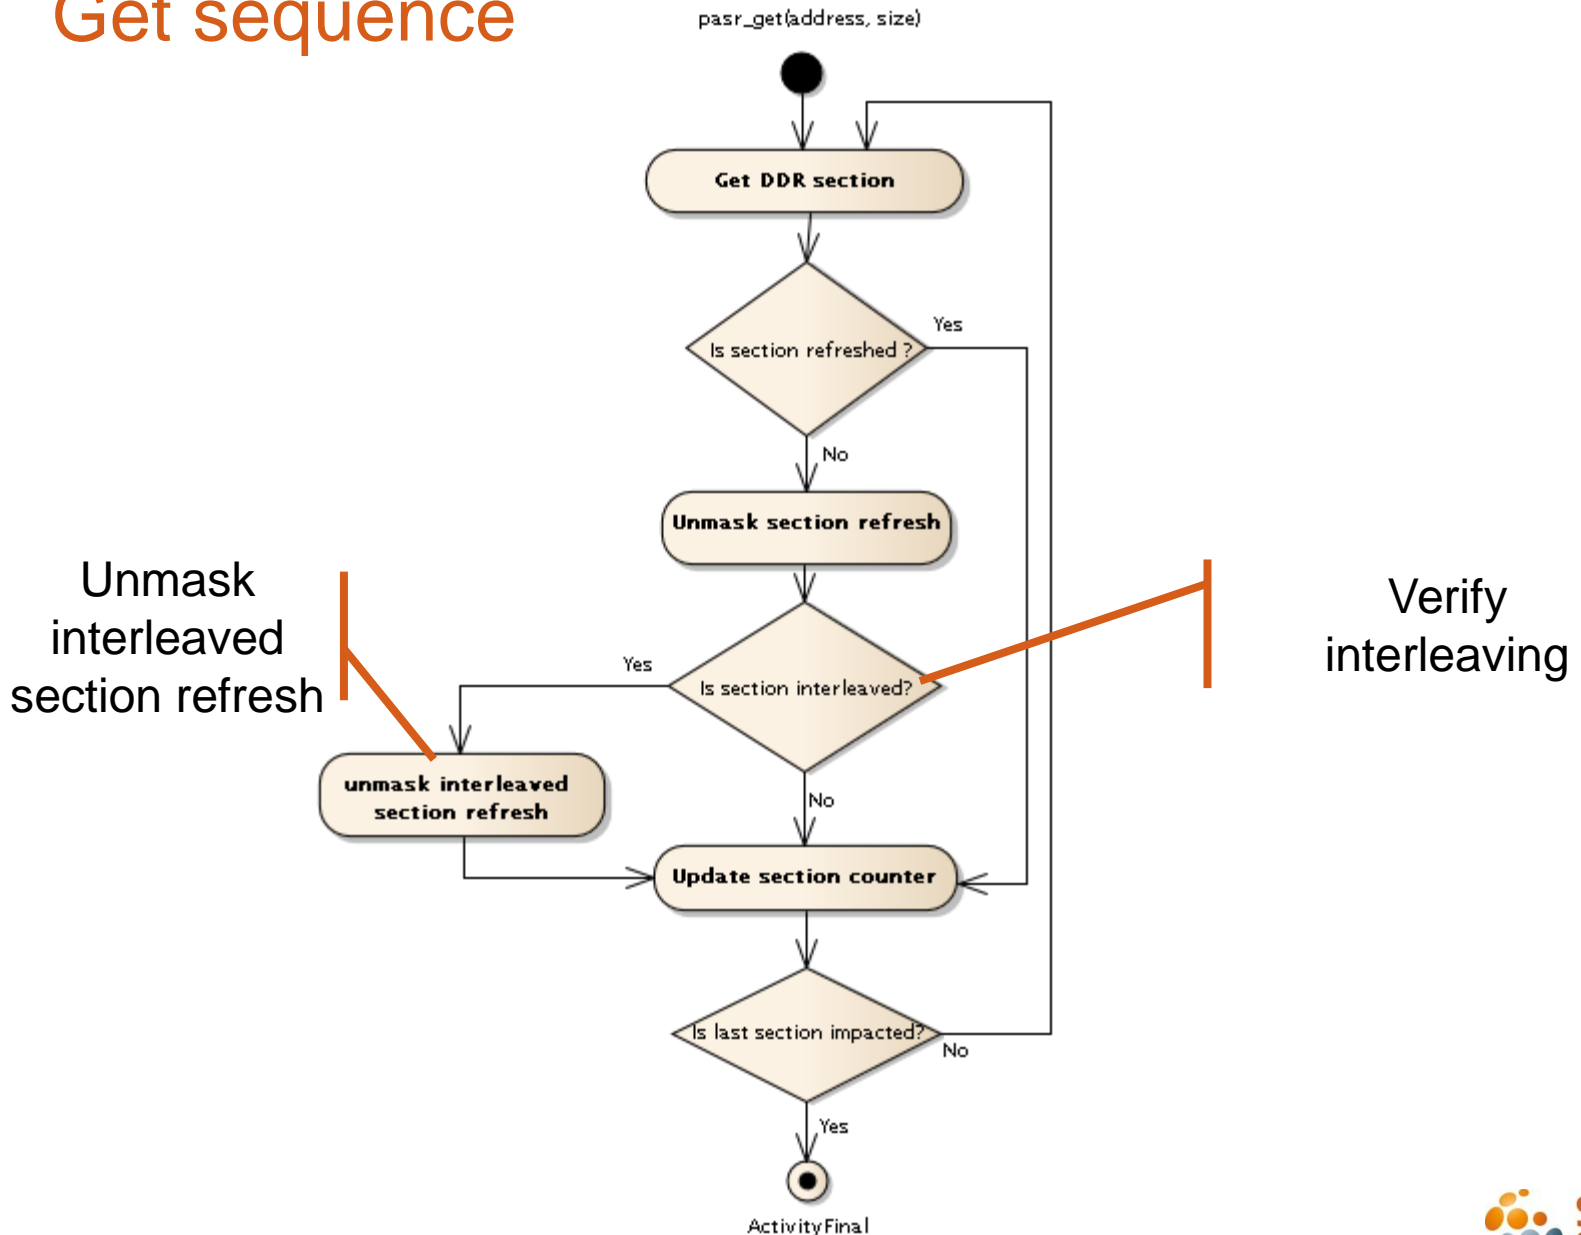 Get sequence
pasr_get(address, size)
Get DDR section
Is section refreshed ?
Yes
No
Unmask section refresh
Unmask
interleaved
section refresh
Verify
interleaving
Yes
Is section interleaved?
unmask interleaved
section refresh
No
Update section counter
Is last section impacted?
No
Yes
ActivityFinal